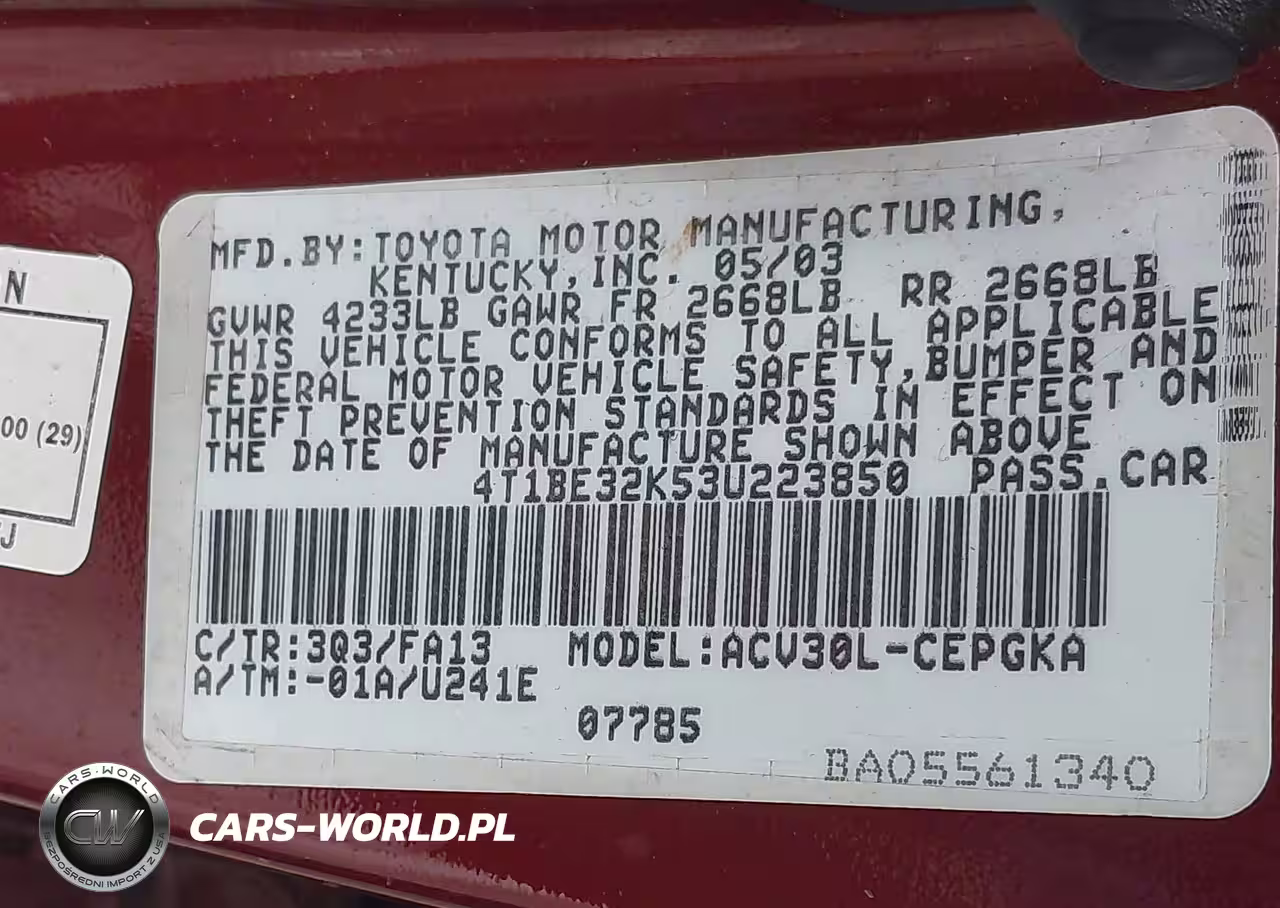 N
00 (29)
J
MFD.BY:TOYOTA MOTOR MANUFACTURING,
KENTUCKY,INC. 05/03
GVWR 4233LB GAWR FR 2668LB RR 2668LB
THIS VEHICLE CONFORMS TO ALL APPLICABLE
FEDERAL MOTOR VEHICLE SAFETY,BUMPER AND
THEFT PREVENTION STANDARDS IN EFFECT ON
THE DATE OF MANUFACTURE SHOWN ABOVE
4T1BE32K53U223850 PASS.CAR
C/TR:3Q3/FA13 MODEL:ACV30L-CEPGKA
A/TM:-01A/U241E
07785
BA05561340
CARS-WORLD
CW
BEZPOŚREDNI IMPORT Z USA
CARS-WORLD.PL